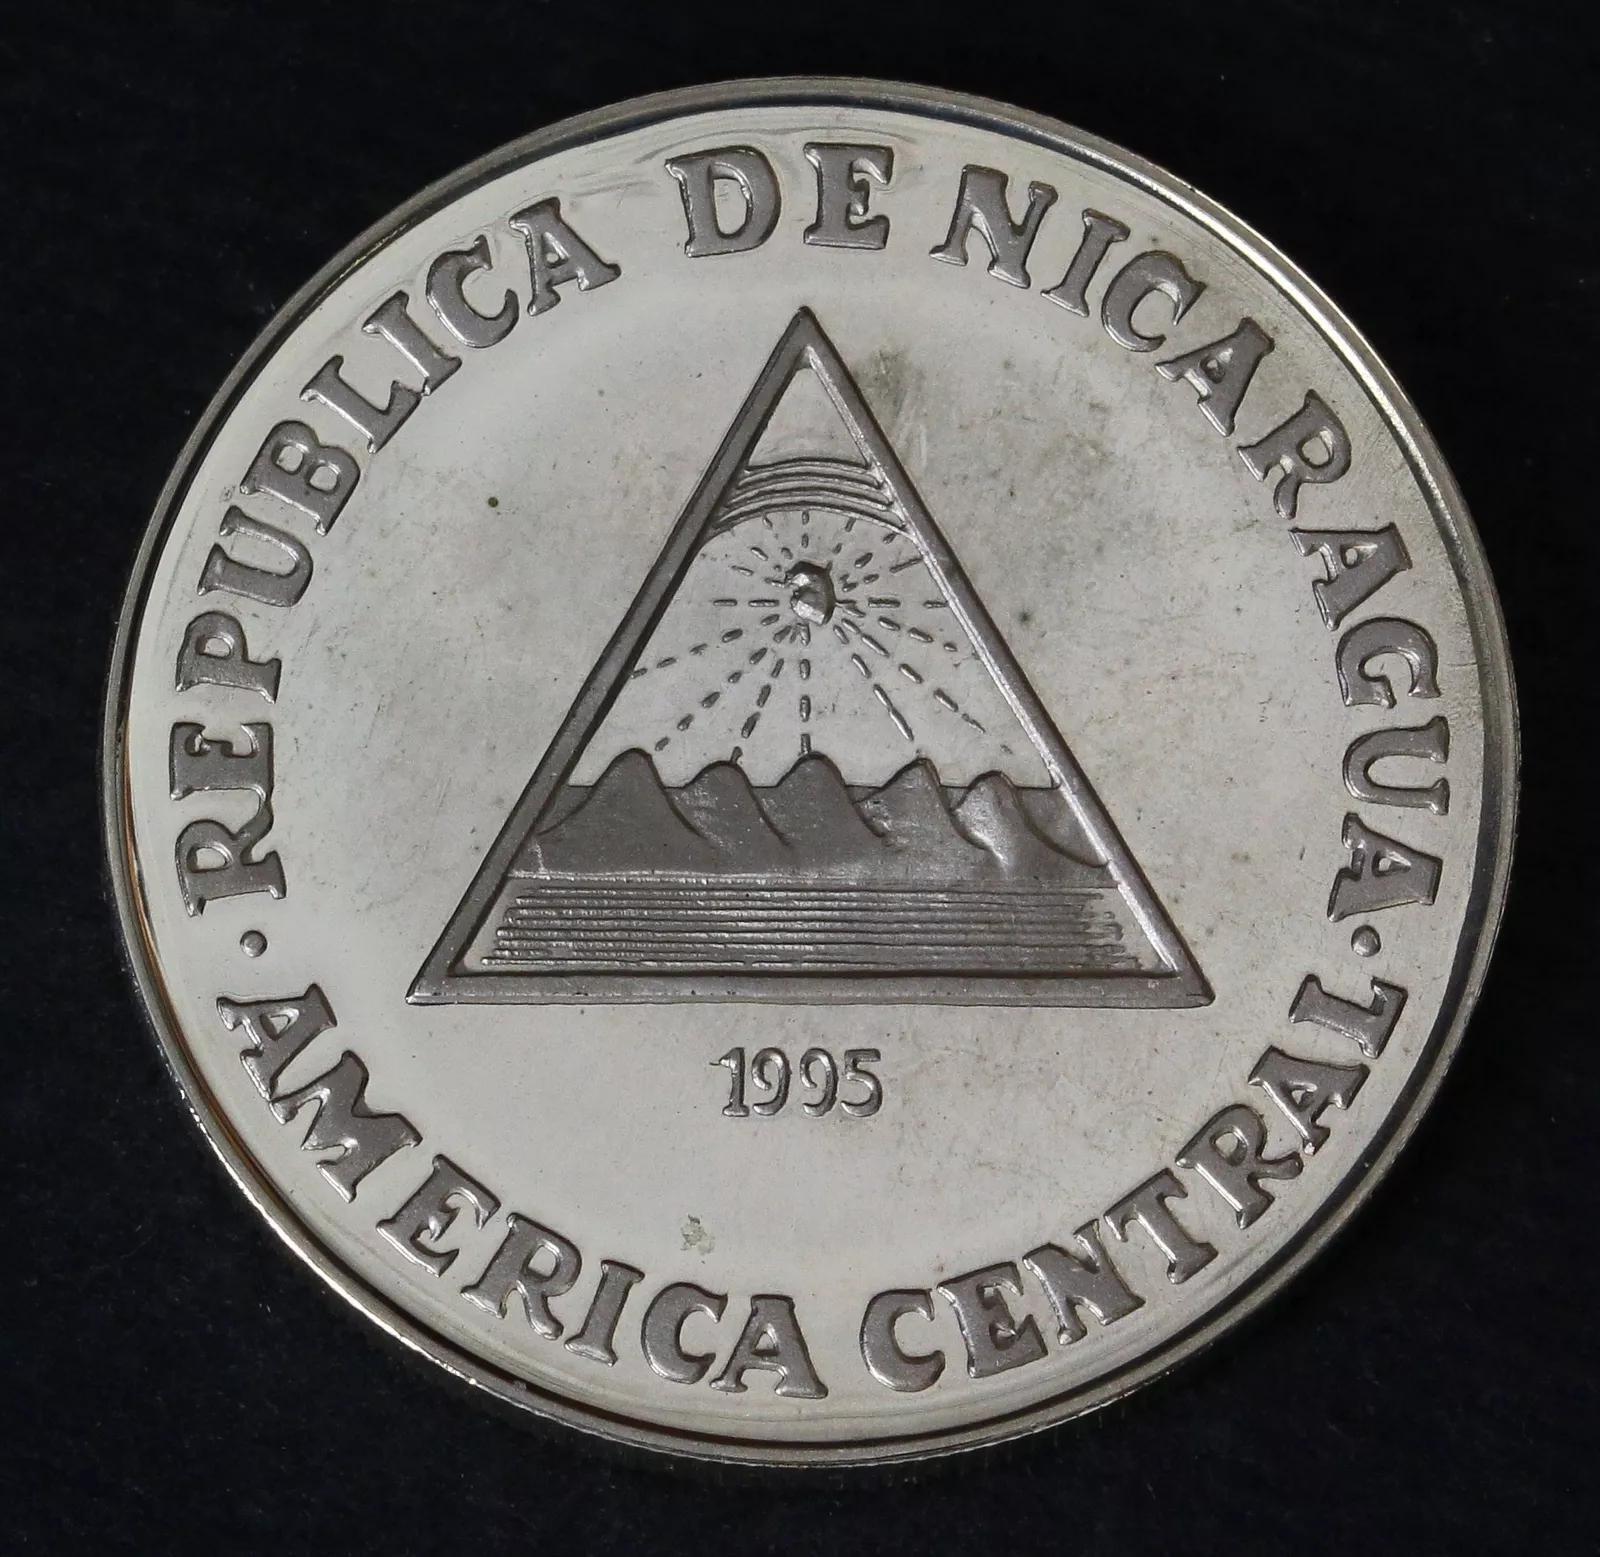 REPUBLICA DE NICARAGUA
1995
AMERICA CENTRAL